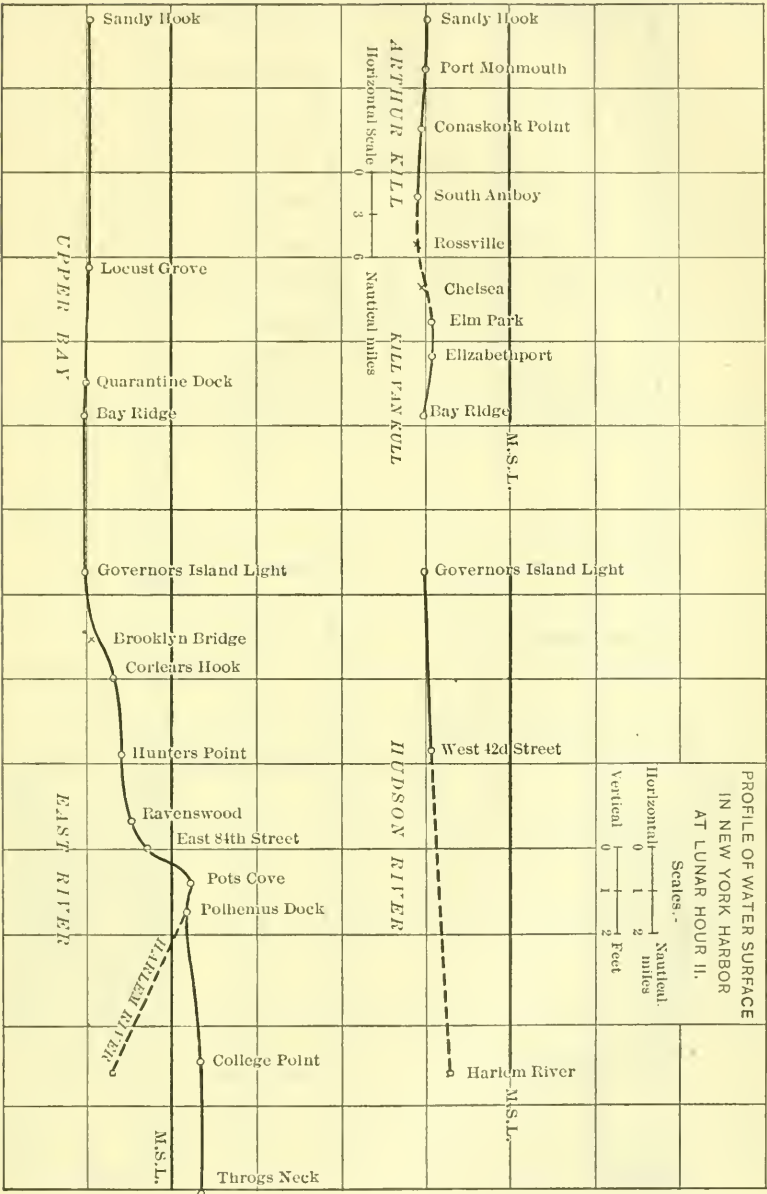 PROFILE OF WATER SURFACE
IN NEW YORK HARBOR
AT LUNAR HOUR II.
Scales.-
Horizontal 0 1 2 Nautical miles
Vertical 0 1 2 Feet
ARTHUR KILL
Horizontal Scale 0 3 6 Nautical miles
KILL VAN KULL
Sandy Hook
Port Monmouth
Conaskonk Point
South Amboy
Rossville
Chelsea
Elm Park
Elizabethport
Bay Ridge
M.S.L.
HUDSON RIVER
Governors Island Light
West 42d Street
Harlem River
M.S.L.
UPPER BAY
Sandy Hook
Locust Grove
Quarantine Dock
Bay Ridge
Governors Island Light
EAST RIVER
Brooklyn Bridge
Corlears Hook
Hunters Point
Ravenswood
East 84th Street
Pots Cove
Polhemus Dock
HARLEM RIVER
College Point
M.S.L.
Throgs Neck